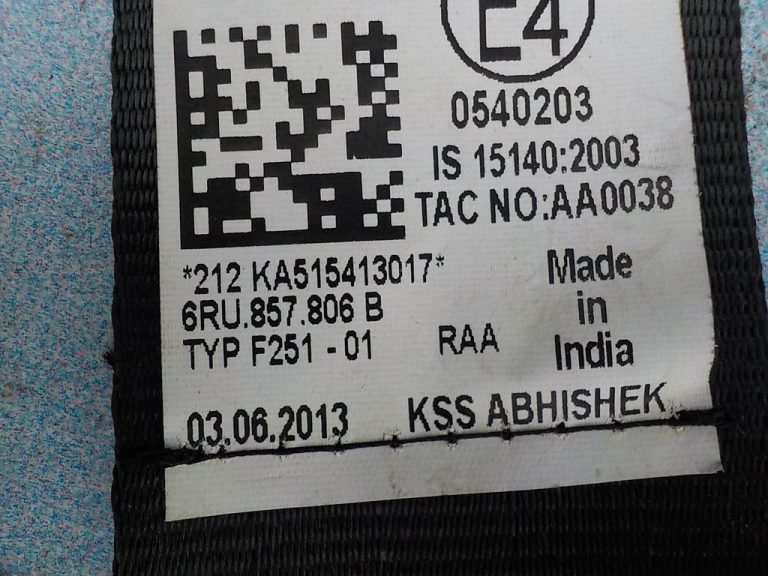 E4
0540203
IS 15140:2003
TAC NO:AA0038
*212 KA515413017*
6RU.857.806 B
TYP F251 - 01
RAA
Made
in
India
03.06.2013
KSS ABHISHEK